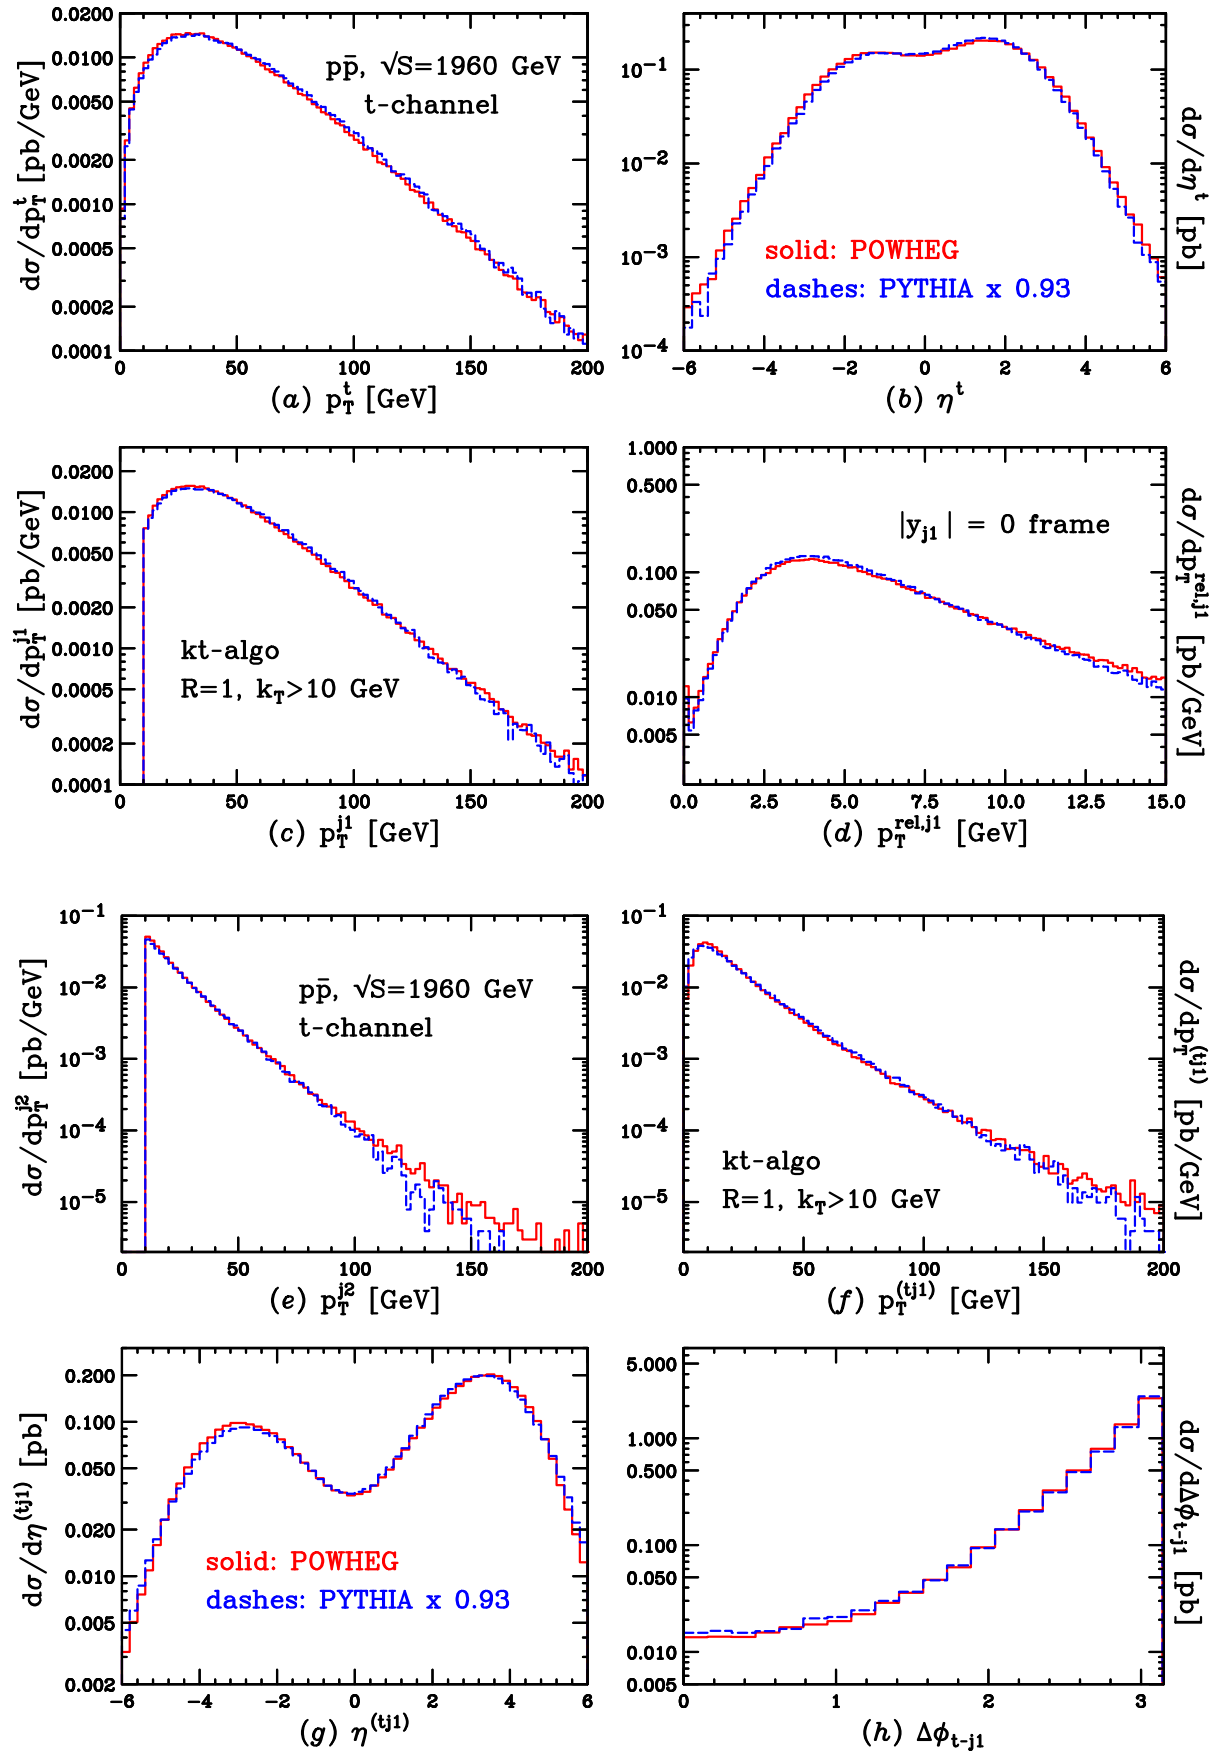 0.0200
0.0100
0.0050
0.0020
0.0010
0.0005
0.0002
0.0001
dσ/dp_T^t [pb/GeV]
pp̄, √S=1960 GeV
t-channel
0 50 100 150 200
(a) p_T^t [GeV]
10^−1
10^−2
10^−3
10^−4
dσ/dη^t [pb]
solid: POWHEG
dashes: PYTHIA x 0.93
−6 −4 −2 0 2 4 6
(b) η^t
0.0200
0.0100
0.0050
0.0020
0.0010
0.0005
0.0002
0.0001
dσ/dp_T^j1 [pb/GeV]
kt-algo
R=1, k_T>10 GeV
0 50 100 150 200
(c) p_T^j1 [GeV]
1.000
0.500
0.100
0.050
0.010
0.005
dσ/dp_T^rel,j1 [pb/GeV]
|y_j1| = 0 frame
0.0 2.5 5.0 7.5 10.0 12.5 15.0
(d) p_T^rel,j1 [GeV]
10^−1
10^−2
10^−3
10^−4
10^−5
dσ/dp_T^j2 [pb/GeV]
pp̄, √S=1960 GeV
t-channel
0 50 100 150 200
(e) p_T^j2 [GeV]
10^−1
10^−2
10^−3
10^−4
10^−5
dσ/dp_T^(tj1) [pb/GeV]
kt-algo
R=1, k_T>10 GeV
0 50 100 150 200
(f) p_T^(tj1) [GeV]
0.200
0.100
0.050
0.020
0.010
0.005
0.002
dσ/dη^(tj1) [pb]
solid: POWHEG
dashes: PYTHIA x 0.93
−6 −4 −2 0 2 4 6
(g) η^(tj1)
5.000
1.000
0.500
0.100
0.050
0.010
0.005
dσ/dΔϕ_t-j1 [pb]
0 1 2 3
(h) Δϕ_t-j1